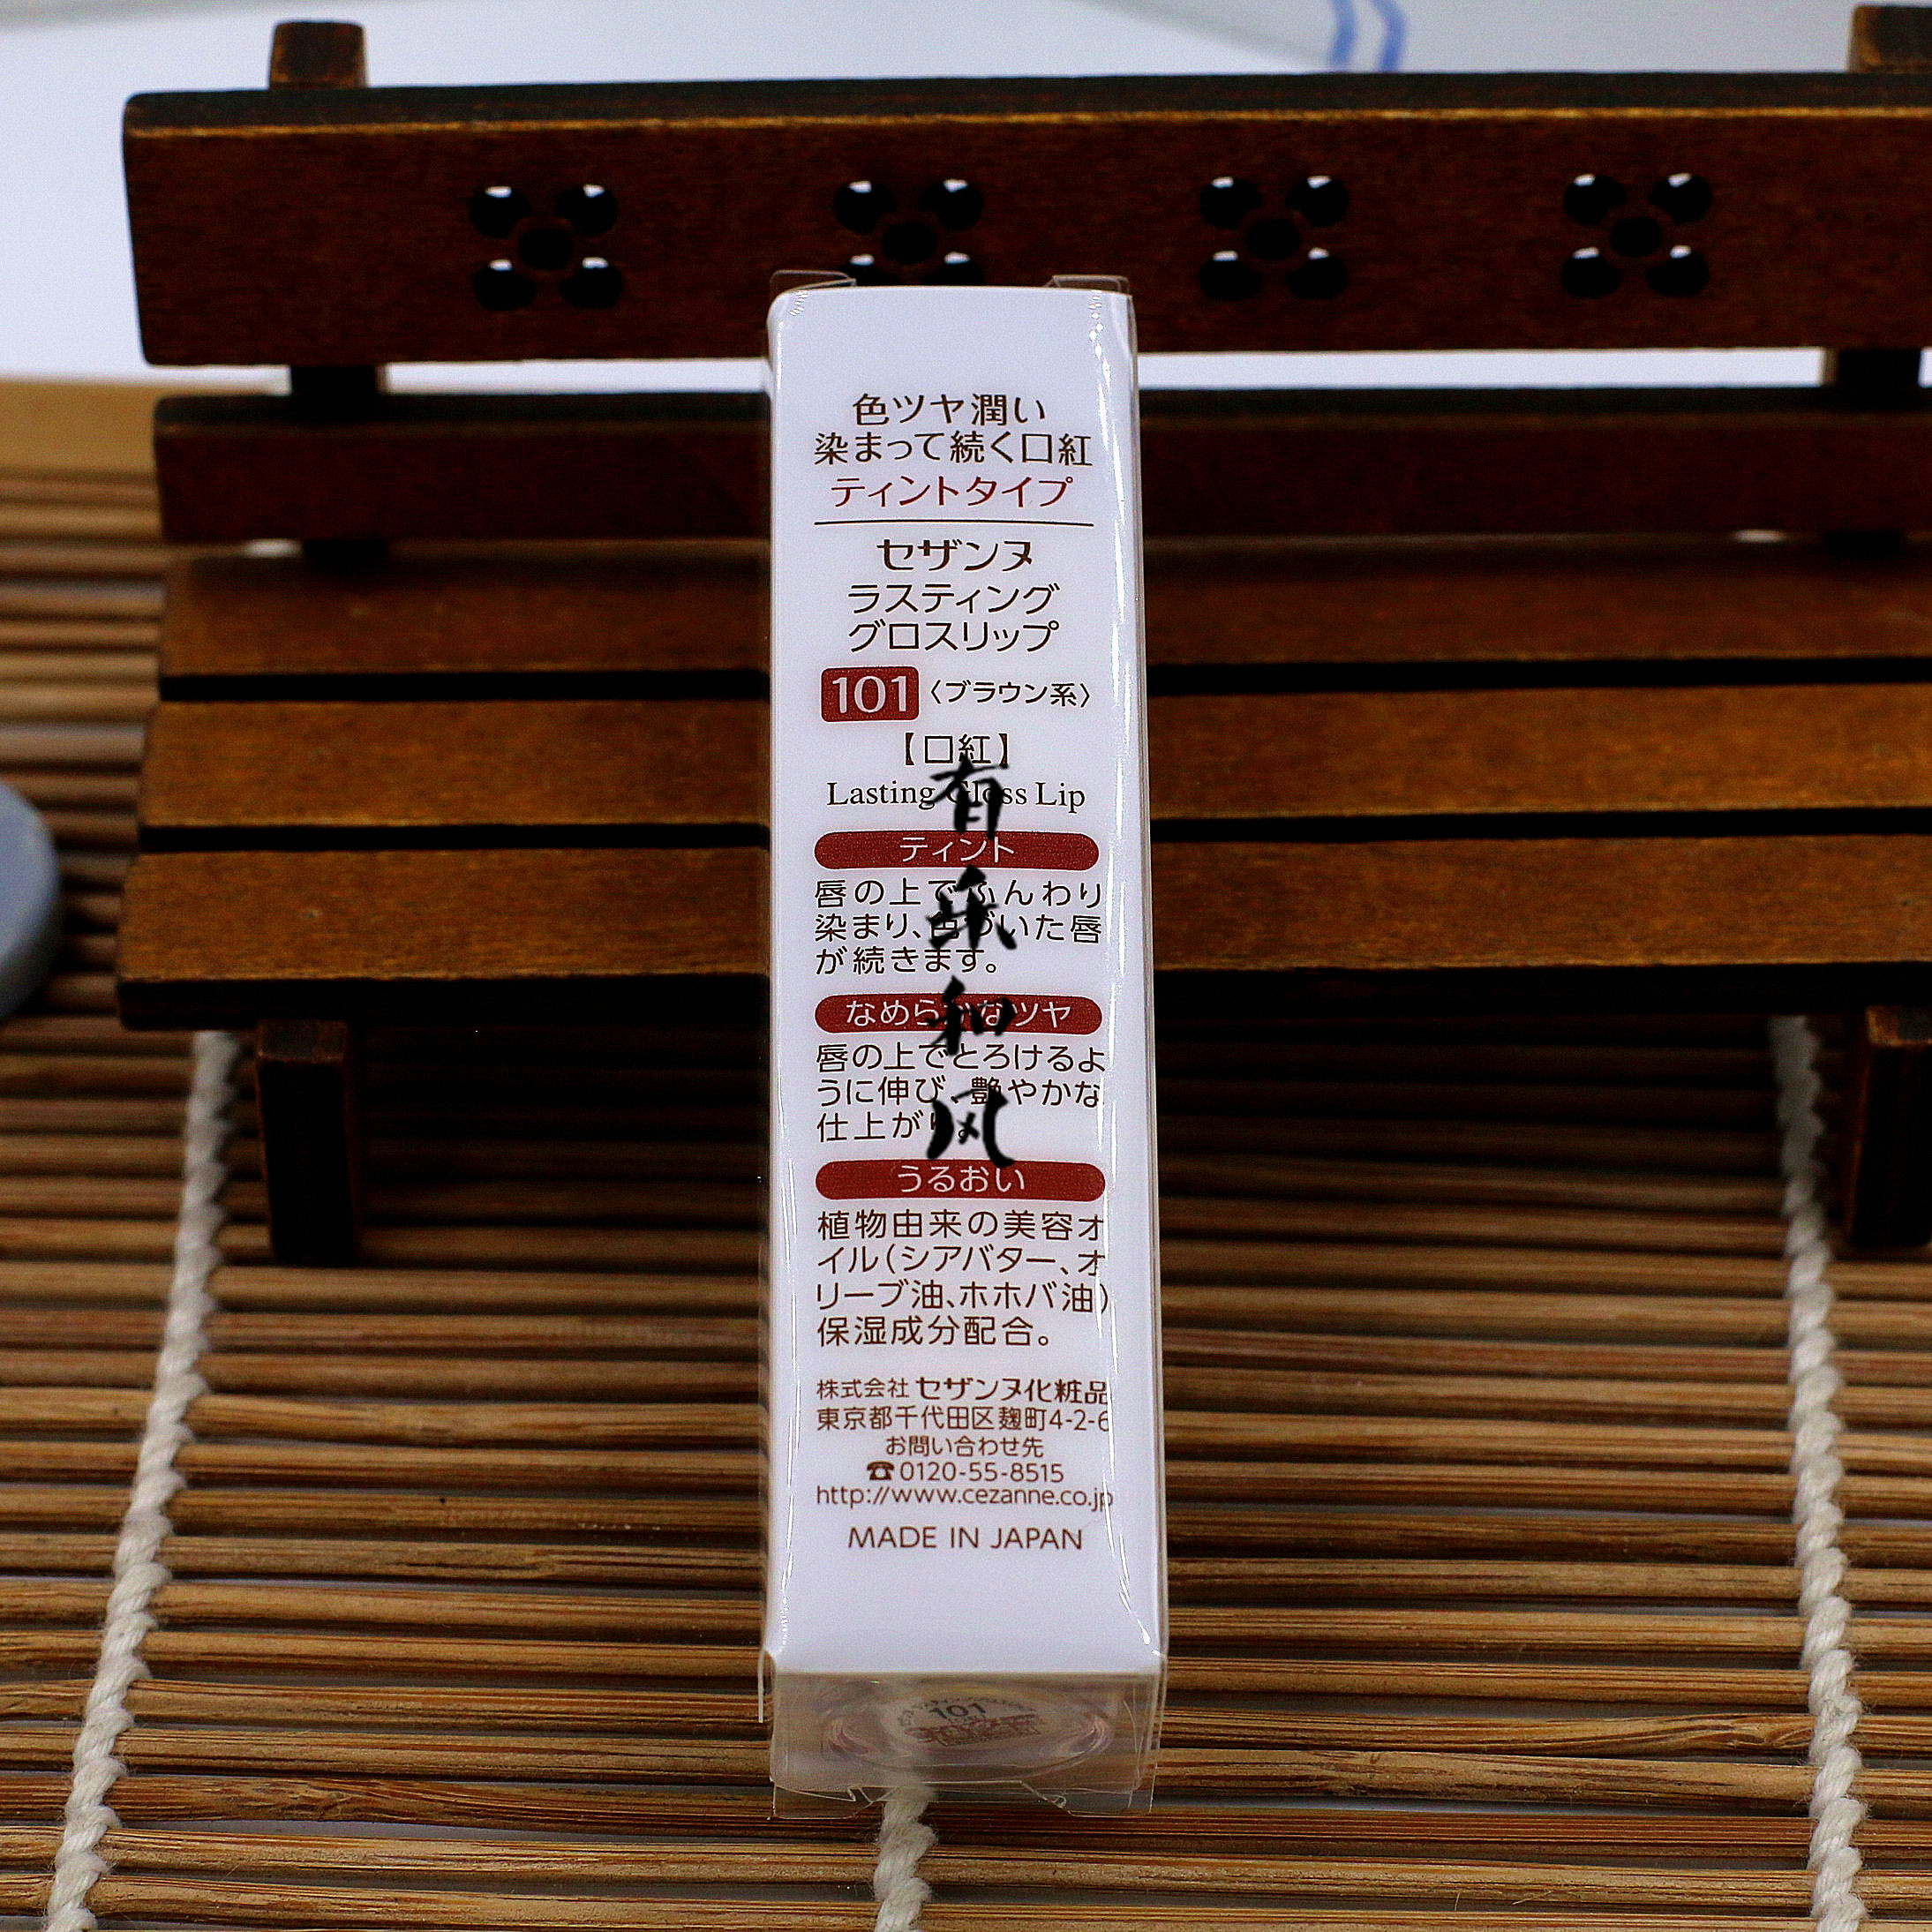 色ツヤ潤い
染まって続く口紅
ティントタイプ
セザンヌ
ラスティング
グロスリップ
101 〈ブラウン系〉
【口紅】
Lasting Gloss Lip
ティント
唇の上でふんわり
染まり、色づいた唇
が続きます。
なめらかなツヤ
唇の上でとろけるよ
うに伸び、艶やかな
仕上がり。
うるおい
植物由来の美容オ
イル(シアバター、オ
リーブ油、ホホバ油)
保湿成分配合。
株式会社 セザンヌ化粧品
東京都千代田区麹町4-2-6
お問い合わせ先
☎0120-55-8515
http://www.cezanne.co.jp
MADE IN JAPAN
101